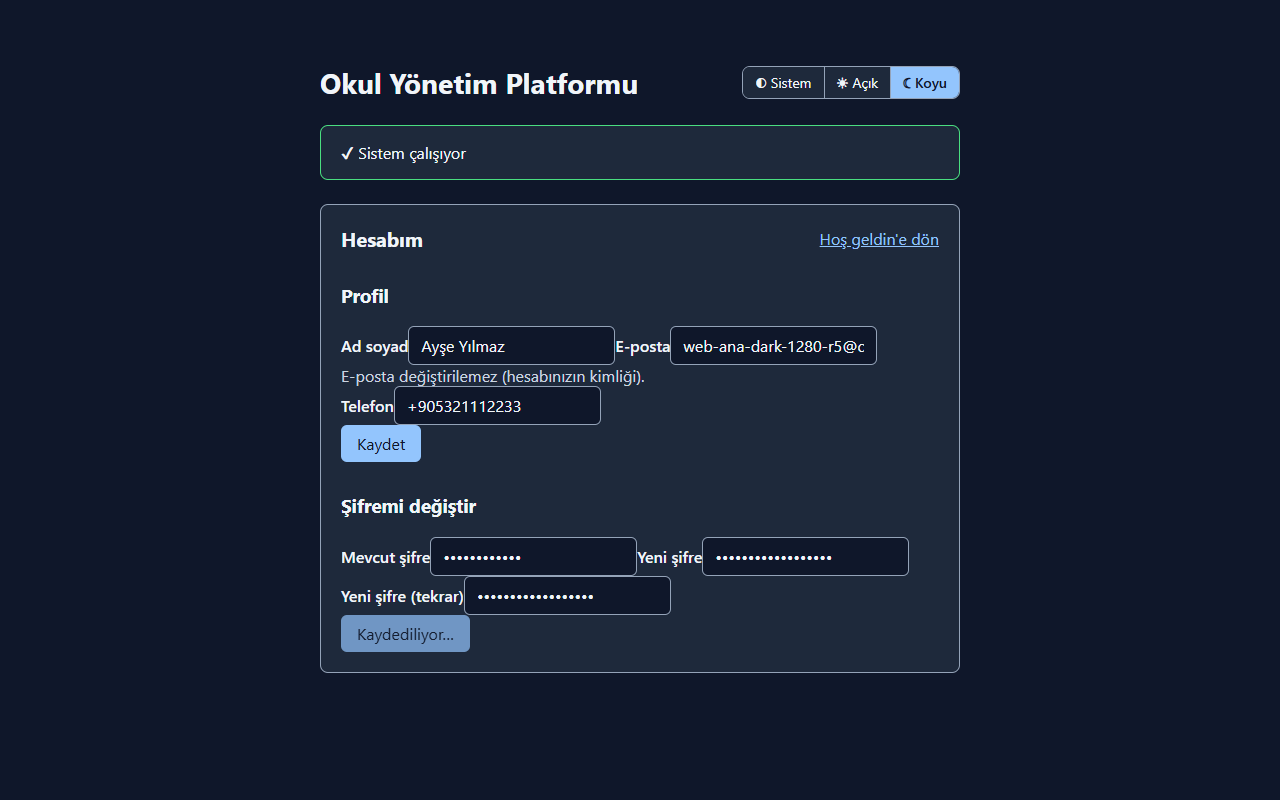 Okul Yönetim Platformu
◐ Sistem ☀ Açık ☾ Koyu
✓ Sistem çalışıyor
Hesabım
Hoş geldin'e dön
Profil
Ad soyad Ayşe Yılmaz E-posta web-ana-dark-1280-r5@c
E-posta değiştirilemez (hesabınızın kimliği).
Telefon +905321112233
Kaydet
Şifremi değiştir
Mevcut şifre •••••••••••• Yeni şifre ••••••••••••••••••
Yeni şifre (tekrar) ••••••••••••••••••
Kaydediliyor...